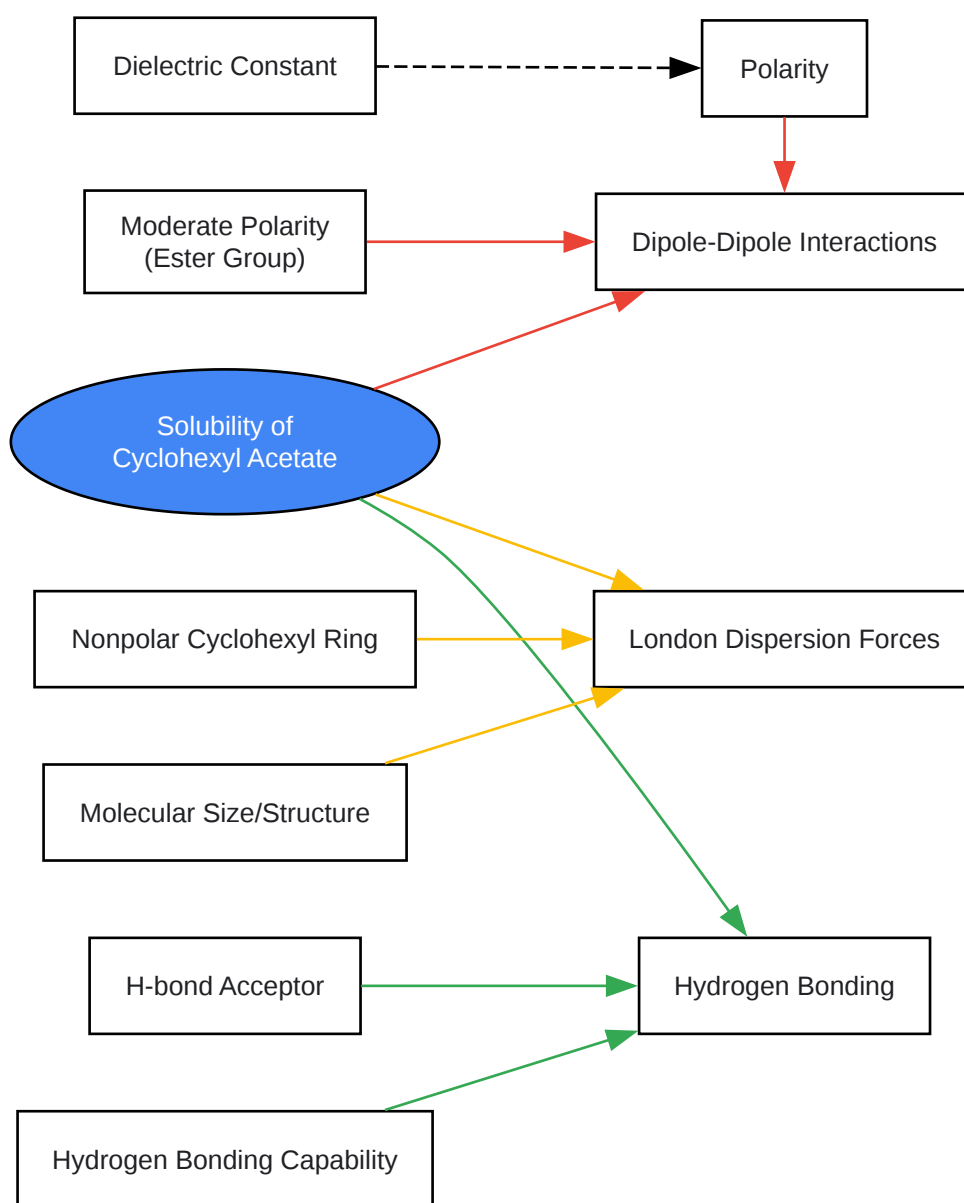 Dielectric Constant
Polarity
Moderate Polarity
(Ester Group)
Dipole-Dipole Interactions
Solubility of
Cyclohexyl Acetate
Nonpolar Cyclohexyl Ring
London Dispersion Forces
Molecular Size/Structure
H-bond Acceptor
Hydrogen Bonding
Hydrogen Bonding Capability